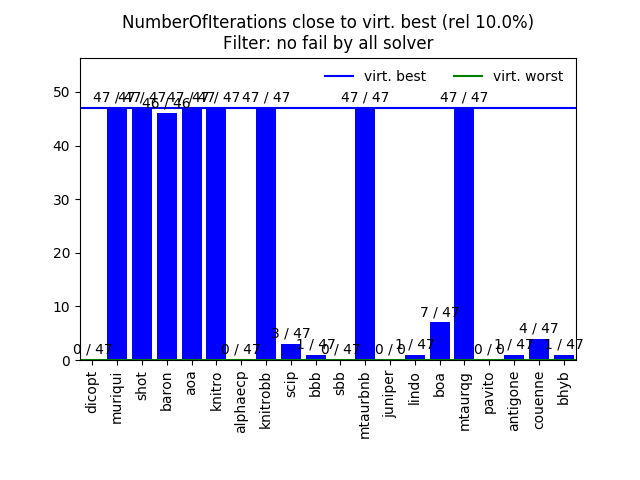 NumberOfIterations close to virt. best (rel 10.0%)
Filter: no fail by all solver
virt. best
virt. worst
50
40
30
20
10
0
0 / 47
47 / 47
47 / 47
46 / 46
47 / 47
47 / 47
0 / 47
47 / 47
3 / 47
1 / 47
0 / 47
47 / 47
0 / 0
1 / 47
7 / 47
47 / 47
0 / 0
1 / 47
4 / 47
1 / 47
dicopt
muriqui
shot
baron
aoa
knitro
alphaecp
knitrobb
scip
bbb
sbb
mtaurbnb
juniper
lindo
boa
mtaurqg
pavito
antigone
couenne
bhyb